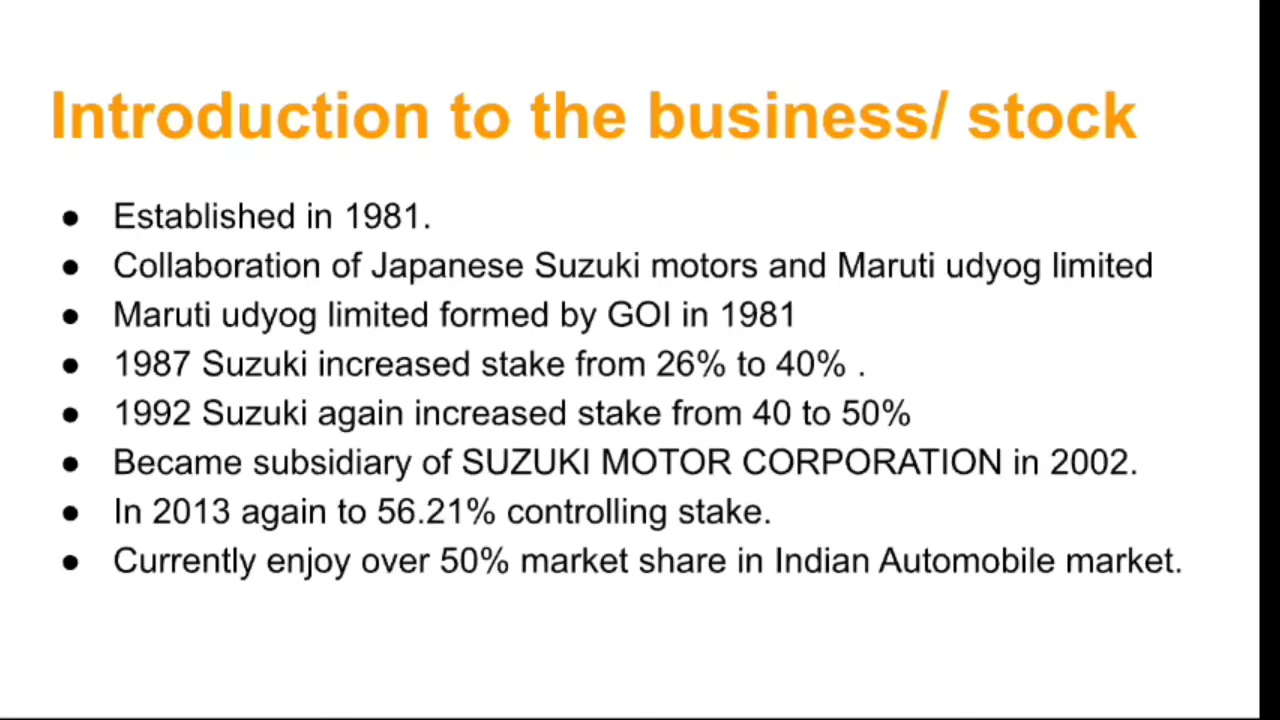 Introduction to the business/ stock
● Established in 1981.
● Collaboration of Japanese Suzuki motors and Maruti udyog limited
● Maruti udyog limited formed by GOI in 1981
● 1987 Suzuki increased stake from 26% to 40% .
● 1992 Suzuki again increased stake from 40 to 50%
● Became subsidiary of SUZUKI MOTOR CORPORATION in 2002.
● In 2013 again to 56.21% controlling stake.
● Currently enjoy over 50% market share in Indian Automobile market.